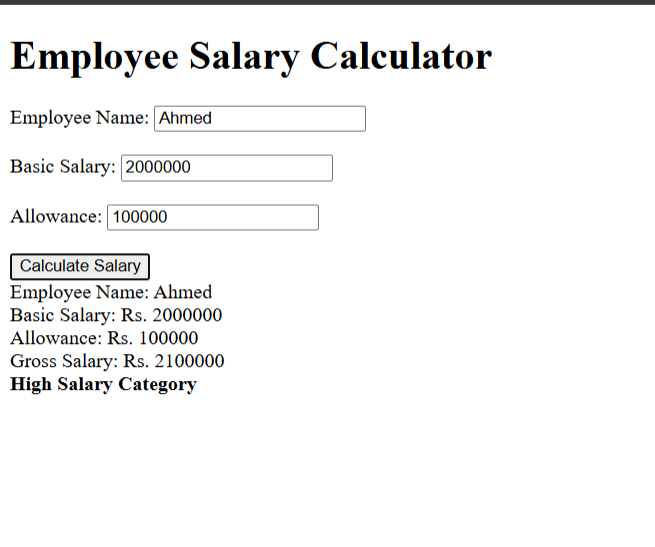 Employee Salary Calculator
Employee Name: Ahmed
Basic Salary: 2000000
Allowance: 100000
Calculate Salary
Employee Name: Ahmed
Basic Salary: Rs. 2000000
Allowance: Rs. 100000
Gross Salary: Rs. 2100000
High Salary Category